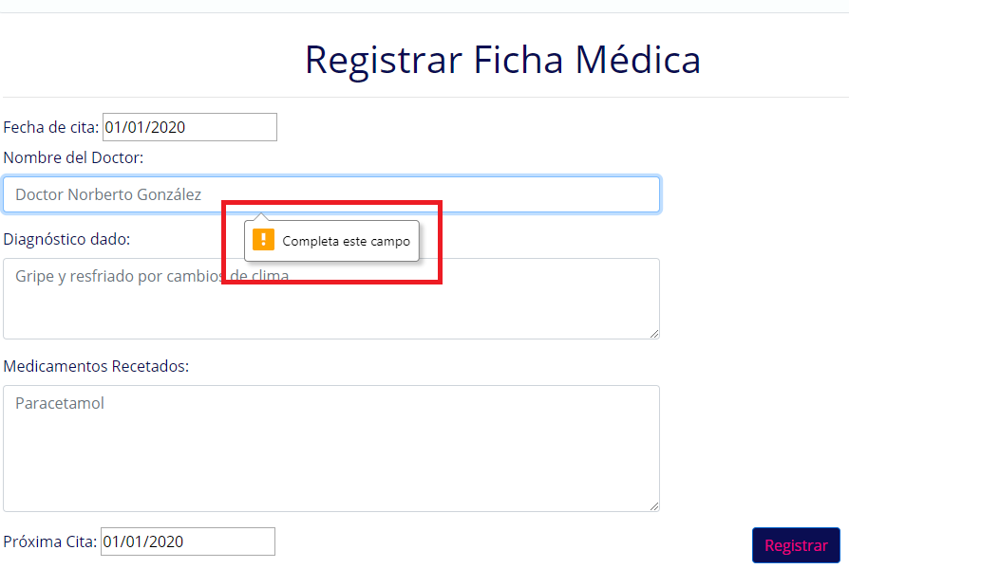 Registrar Ficha Médica
Fecha de cita: 01/01/2020
Nombre del Doctor:
Doctor Norberto González
Completa este campo
Diagnóstico dado:
Gripe y resfriado por cambios de clima
Medicamentos Recetados:
Paracetamol
Próxima Cita: 01/01/2020
Registrar